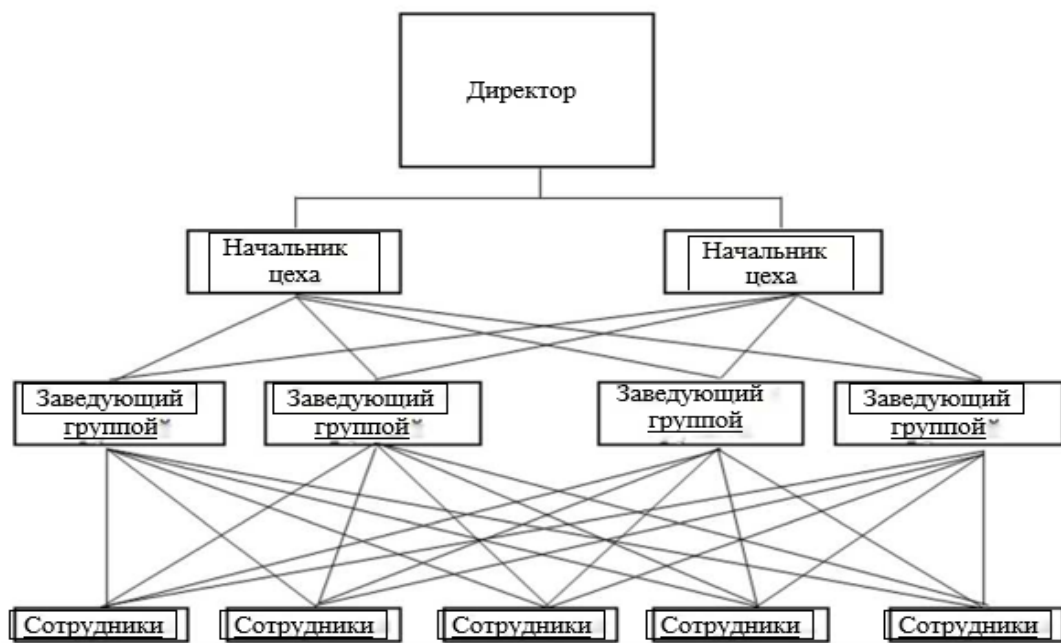 Директор
Начальник
цеха
Начальник
цеха
Заведующий
группой
Заведующий
группой
Заведующий
группой
Заведующий
группой
Сотрудники
Сотрудники
Сотрудники
Сотрудники
Сотрудники